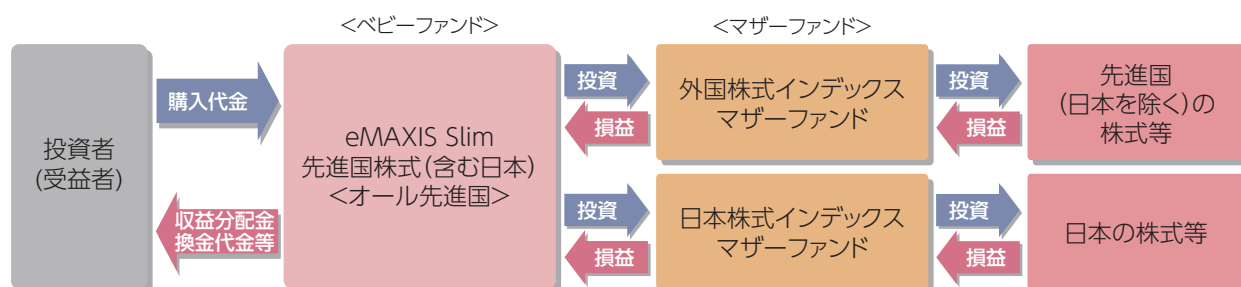 <ベビーファンド>
<マザーファンド>
投資者
(受益者)
購入代金
収益分配金
換金代金等
eMAXIS Slim
先進国株式(含む日本)
<オール先進国>
投資
損益
外国株式インデックス
マザーファンド
投資
損益
先進国
(日本を除く)の
株式等
投資
損益
日本株式インデックス
マザーファンド
投資
損益
日本の株式等